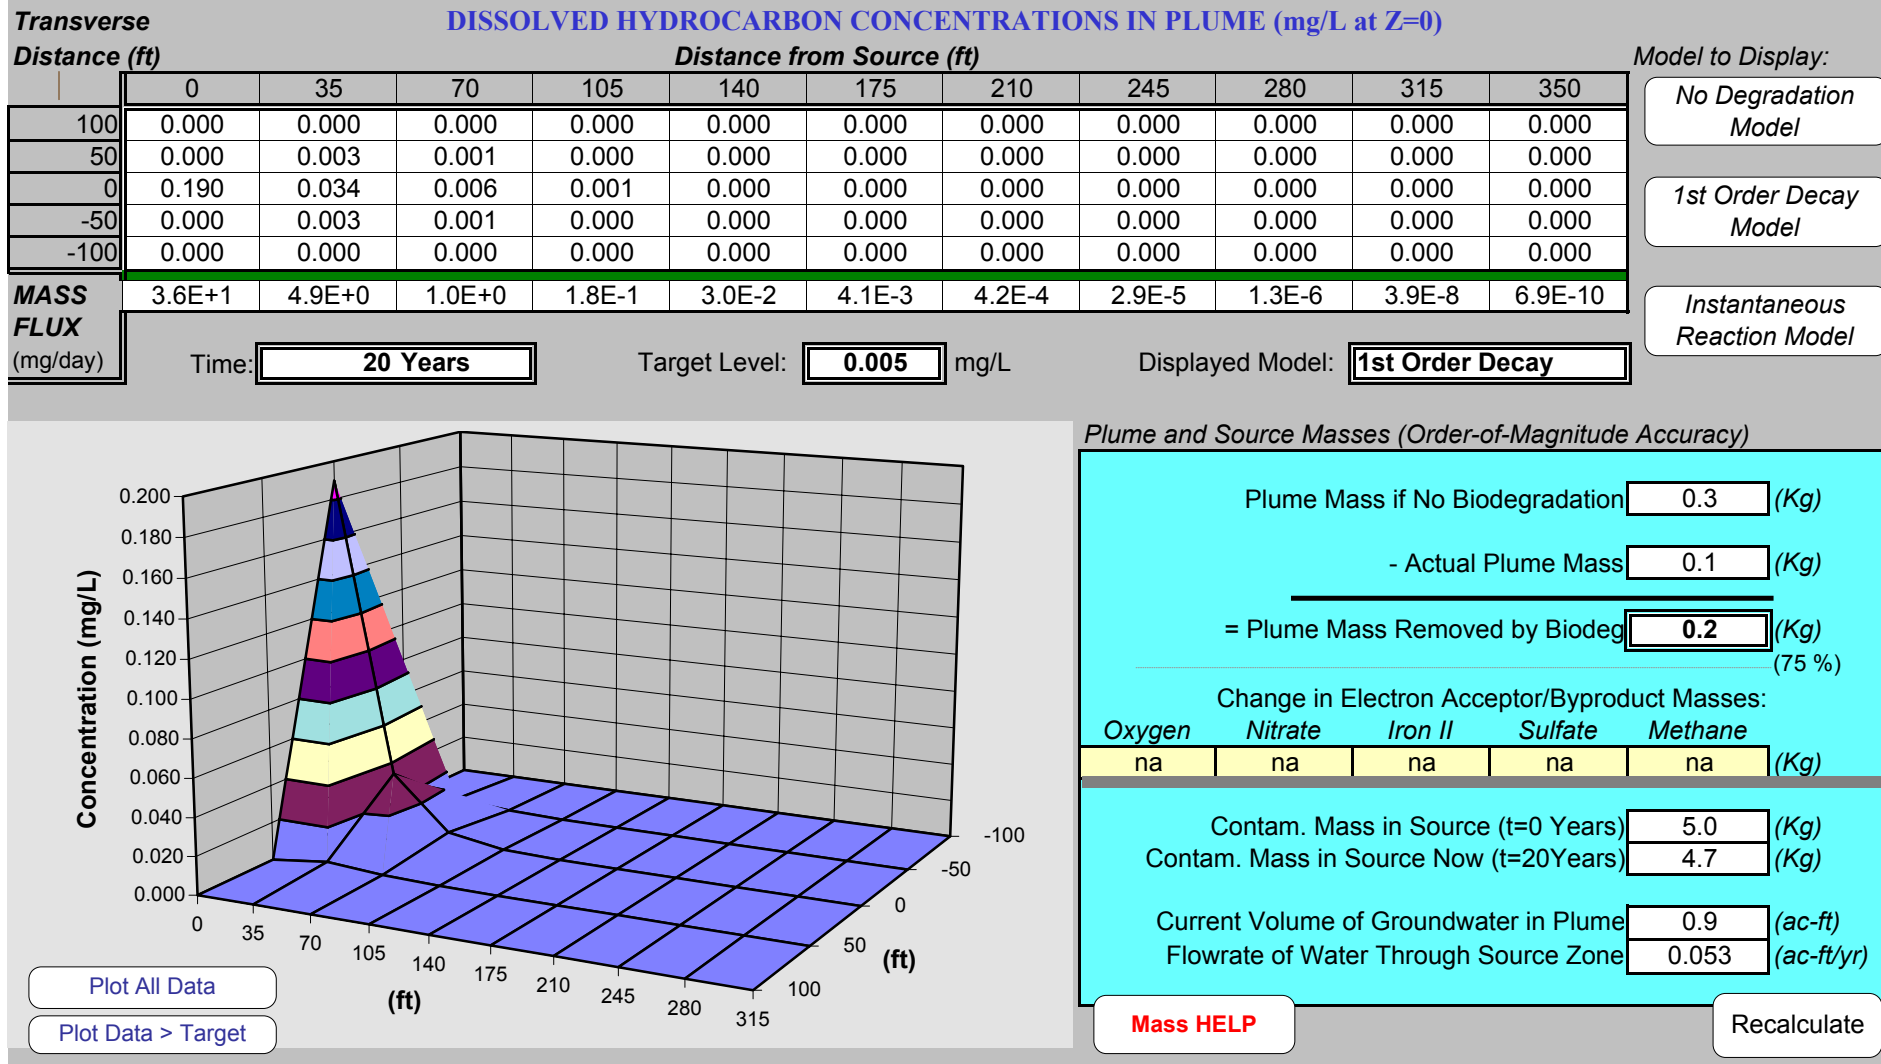 Transverse
DISSOLVED HYDROCARBON CONCENTRATIONS IN PLUME (mg/L at Z=0)
Distance (ft)
Distance from Source (ft)
Model to Display:
0 35 70 105 140 175 210 245 280 315 350
100 0.000 0.000 0.000 0.000 0.000 0.000 0.000 0.000 0.000 0.000 0.000
50 0.000 0.003 0.001 0.000 0.000 0.000 0.000 0.000 0.000 0.000 0.000
0 0.190 0.034 0.006 0.001 0.000 0.000 0.000 0.000 0.000 0.000 0.000
-50 0.000 0.003 0.001 0.000 0.000 0.000 0.000 0.000 0.000 0.000 0.000
-100 0.000 0.000 0.000 0.000 0.000 0.000 0.000 0.000 0.000 0.000 0.000
No Degradation
Model
1st Order Decay
Model
Instantaneous
Reaction Model
MASS 3.6E+1 4.9E+0 1.0E+0 1.8E-1 3.0E-2 4.1E-3 4.2E-4 2.9E-5 1.3E-6 3.9E-8 6.9E-10
FLUX
(mg/day)
Time: 20 Years
Target Level: 0.005 mg/L
Displayed Model: 1st Order Decay
Concentration (mg/L)
0.200
0.180
0.160
0.140
0.120
0.100
0.080
0.060
0.040
0.020
0.000
0
35
70
105
140
175
210
245
280
315
(ft)
-100
-50
0
50
100
(ft)
Plot All Data
Plot Data > Target
Plume and Source Masses (Order-of-Magnitude Accuracy)
Plume Mass if No Biodegradation 0.3 (Kg)
- Actual Plume Mass 0.1 (Kg)
= Plume Mass Removed by Biodeg 0.2 (Kg)
(75 %)
Change in Electron Acceptor/Byproduct Masses:
Oxygen Nitrate Iron II Sulfate Methane
na na na na na (Kg)
Contam. Mass in Source (t=0 Years) 5.0 (Kg)
Contam. Mass in Source Now (t=20Years) 4.7 (Kg)
Current Volume of Groundwater in Plume 0.9 (ac-ft)
Flowrate of Water Through Source Zone 0.053 (ac-ft/yr)
Mass HELP
Recalculate